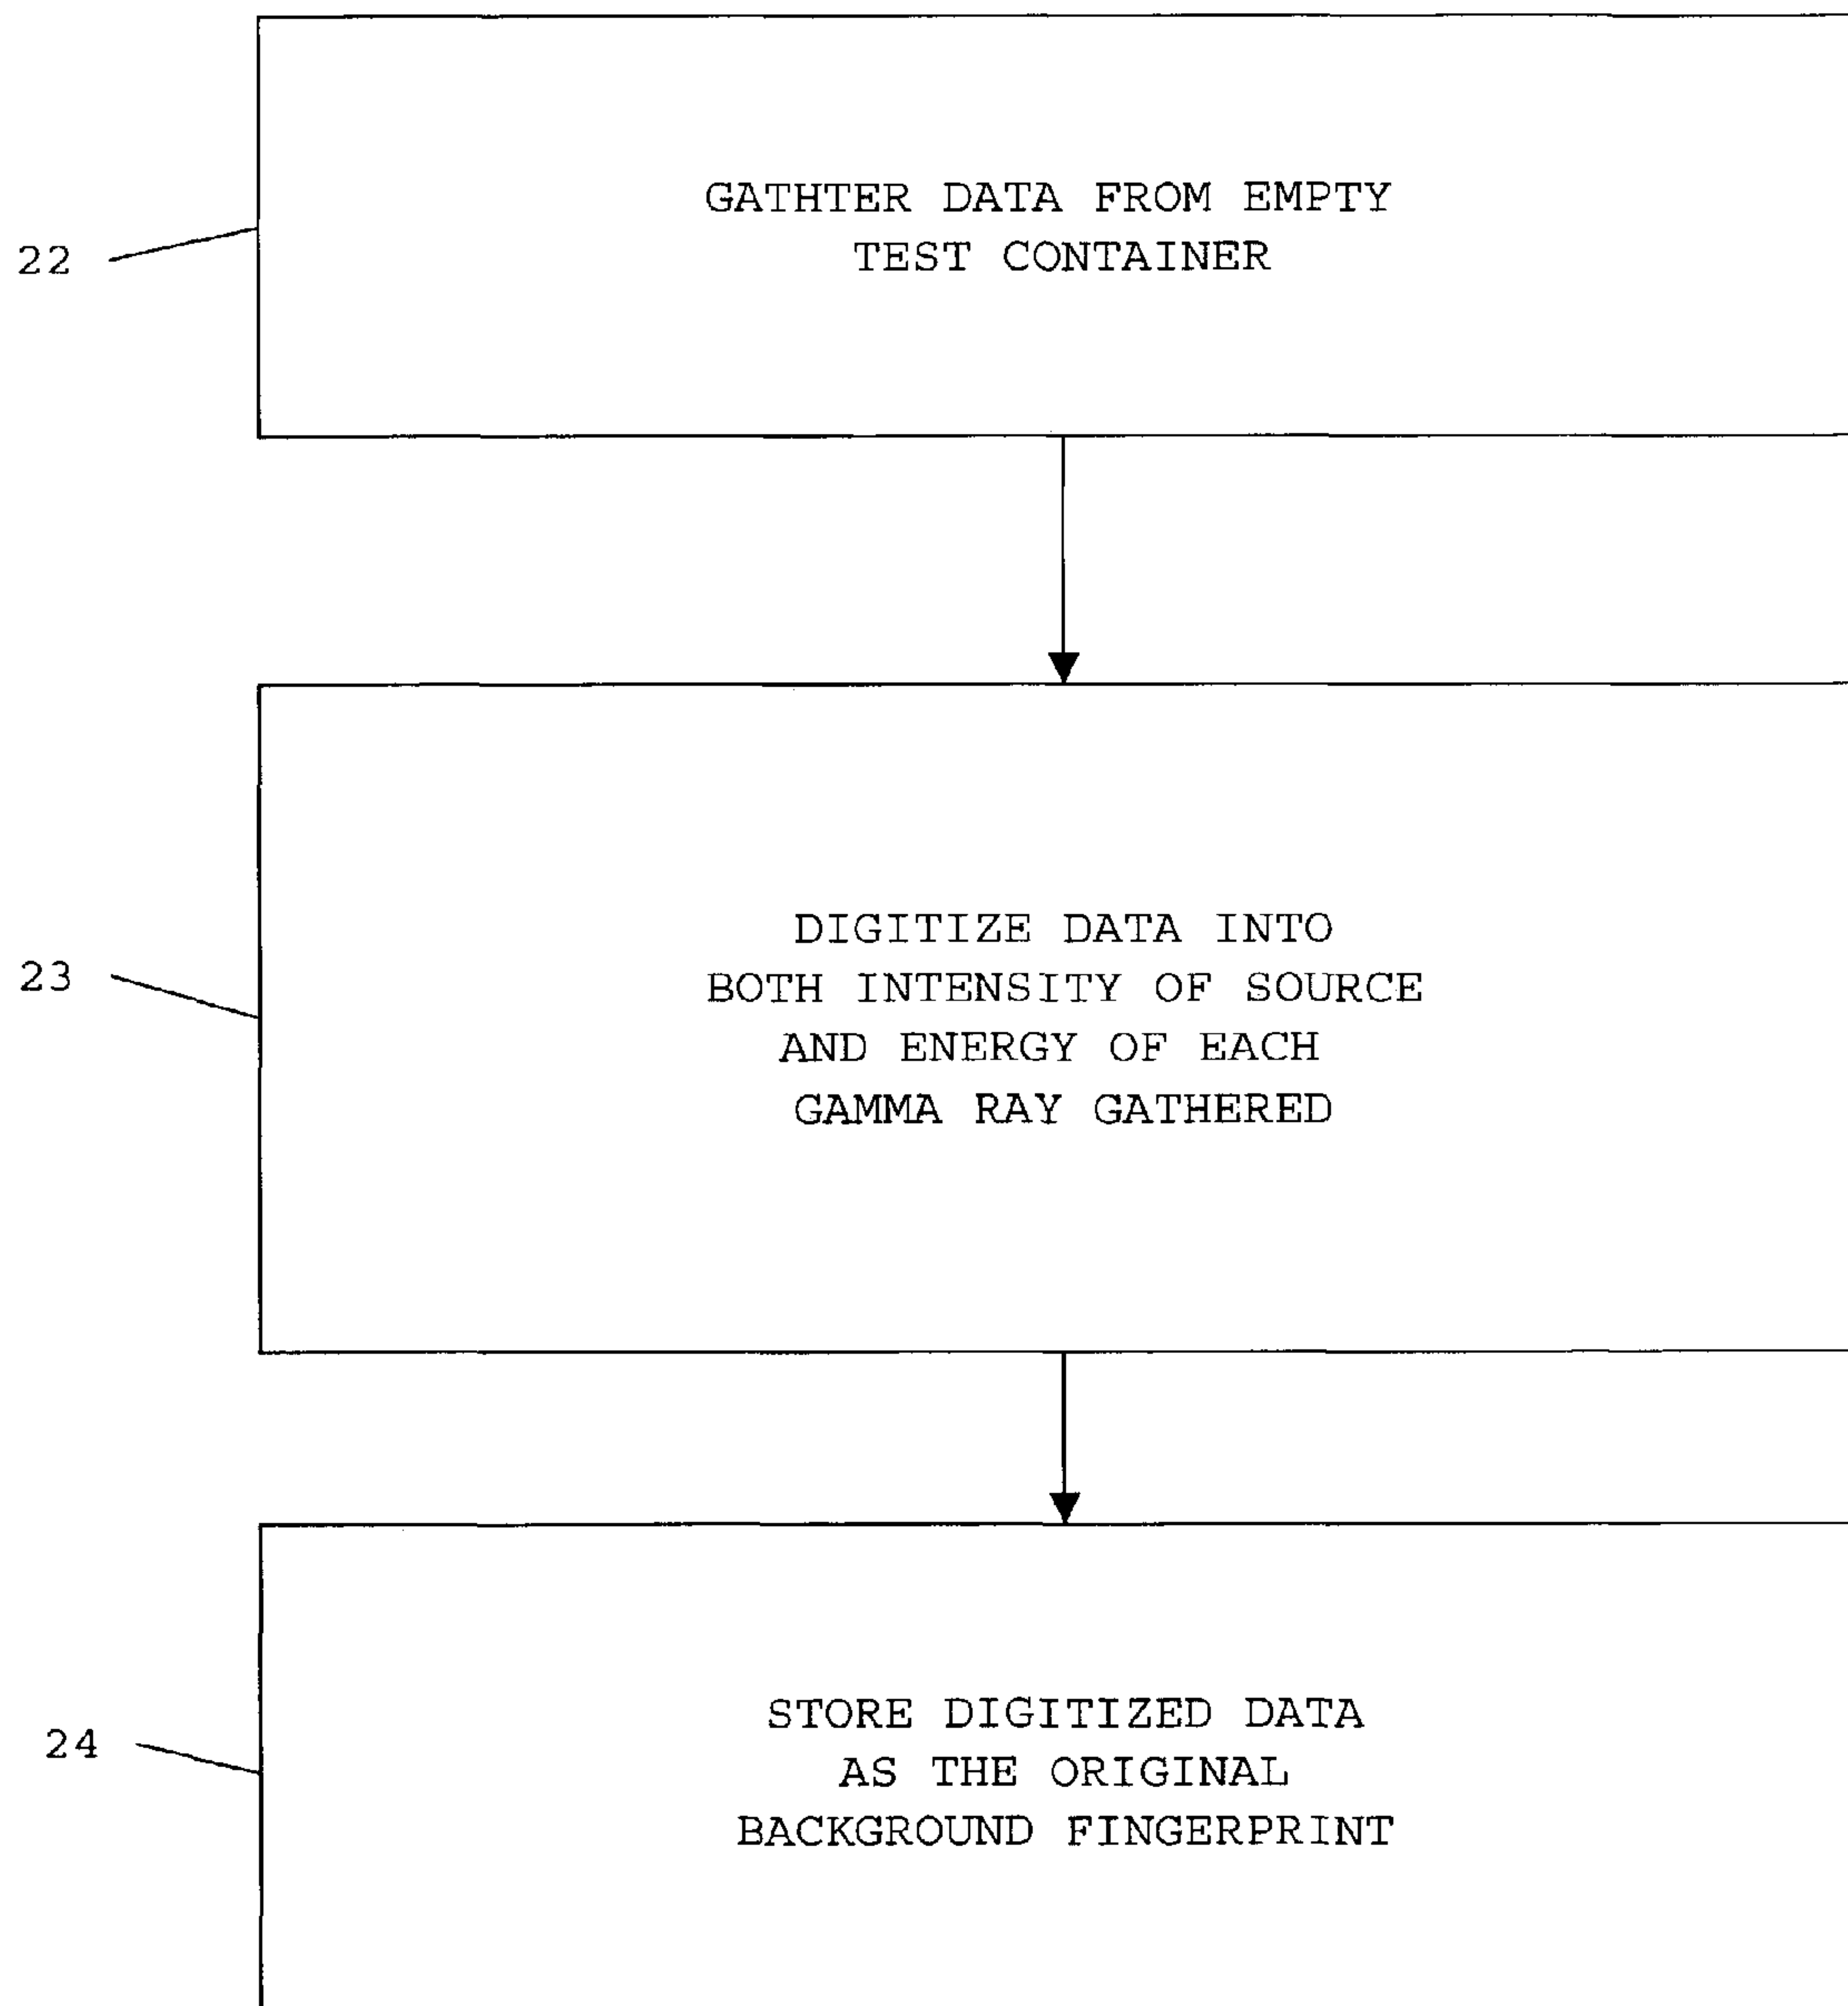 GATHTER DATA FROM EMPTY
TEST CONTAINER
22
DIGITIZE DATA INTO
BOTH INTENSITY OF SOURCE
AND ENERGY OF EACH
GAMMA RAY GATHERED
23
STORE DIGITIZED DATA
AS THE ORIGINAL
BACKGROUND FINGERPRINT
24